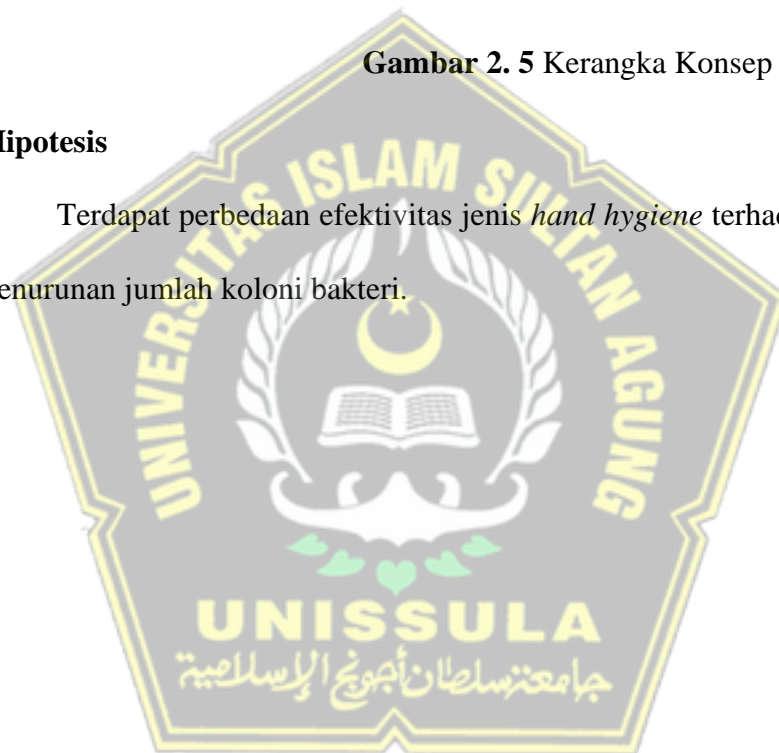 Gambar 2. 5 Kerangka Konsep
Hipotesis
Terdapat perbedaan efektivitas jenis hand hygiene terhad
enurunan jumlah koloni bakteri.
UNIVERSITAS ISLAM SULTAN AGUNG
UNISSULA
جامعة سلطان أجونج الإسلامية